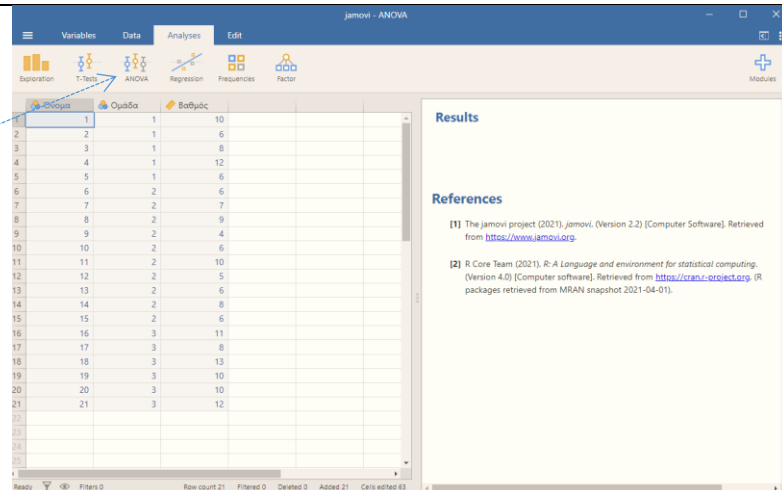 jamovi - ANOVA
Variables Data Analyses Edit
Exploration T-Tests ANOVA Regression Frequencies Factor Modules
Όνομα Ομάδα Βαθμός
1 1 1 10
2 2 1 6
3 3 1 8
4 4 1 12
5 5 1 6
6 6 2 6
7 7 2 7
8 8 2 9
9 9 2 4
10 10 2 6
11 11 2 10
12 12 2 5
13 13 2 6
14 14 2 8
15 15 2 6
16 16 3 11
17 17 3 8
18 18 3 13
19 19 3 10
20 20 3 10
21 21 3 12
22
23
24
25
Ready Filters 0 Row count 21 Filtered 0 Deleted 0 Added 21 Cells edited 63
Results
References
[1] The jamovi project (2021). jamovi. (Version 2.2) [Computer Software]. Retrieved
from https://www.jamovi.org.
[2] R Core Team (2021). R: A Language and environment for statistical computing.
(Version 4.0) [Computer software]. Retrieved from https://cran.r-project.org. (R
packages retrieved from MRAN snapshot 2021-04-01).